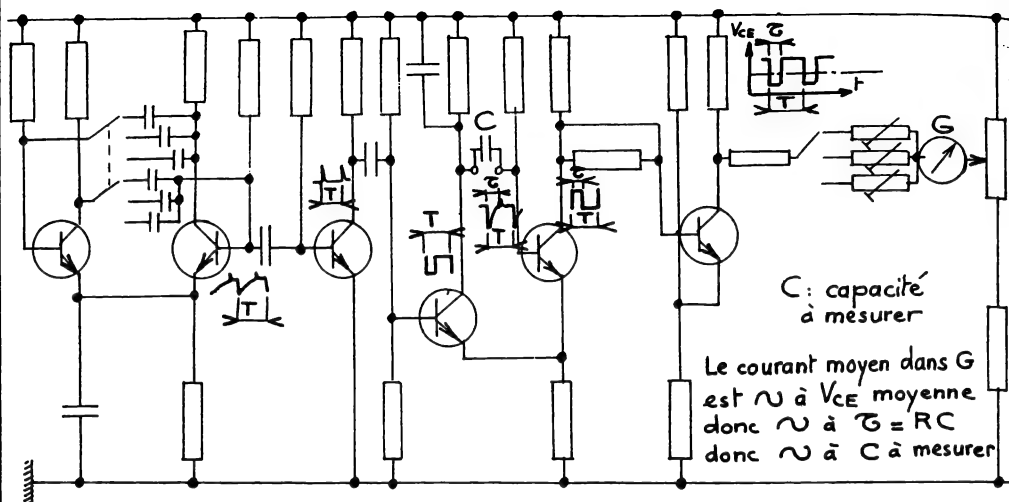 VCE
τ
t
T
C
G
T
τ
T
τ
T
T
T
C : capacité
à mesurer
Le courant moyen dans G
est ∿ à VCE moyenne
donc ∿ à τ = RC
donc ∿ à C à mesurer